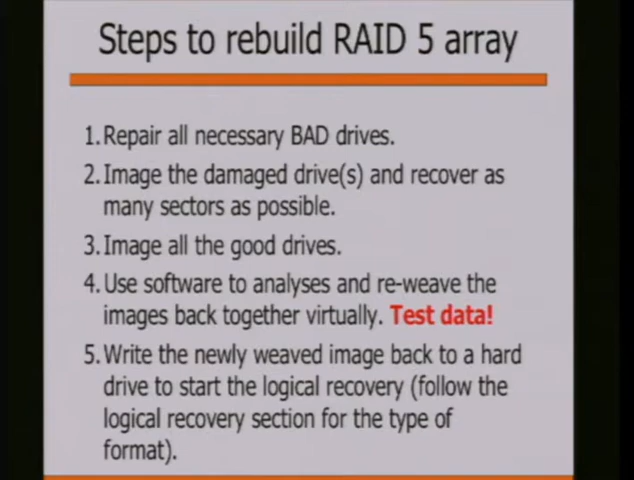 Steps to rebuild RAID 5 array
1. Repair all necessary BAD drives.
2. Image the damaged drive(s) and recover as
many sectors as possible.
3. Image all the good drives.
4. Use software to analyses and re-weave the
images back together virtually. Test data!
5. Write the newly weaved image back to a hard
drive to start the logical recovery (follow the
logical recovery section for the type of
format).